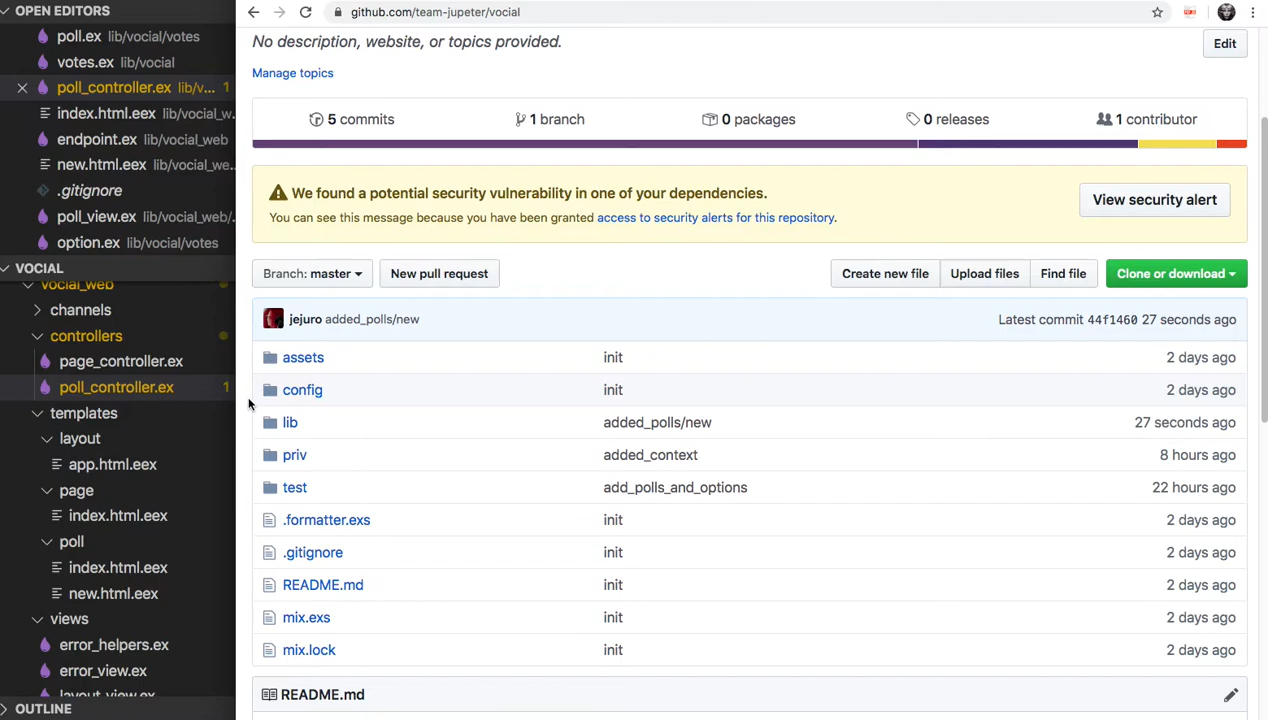 OPEN EDITORS
poll.ex lib/vocial/votes
votes.ex lib/vocial
poll_controller.ex lib/v... 1
index.html.eex lib/vocial_w...
endpoint.ex lib/vocial_web
new.html.eex lib/vocial_we...
.gitignore
poll_view.ex lib/vocial_web/...
option.ex lib/vocial/votes
VOCIAL
vocial_web
channels
controllers
page_controller.ex
poll_controller.ex 1
templates
layout
app.html.eex
page
index.html.eex
poll
index.html.eex
new.html.eex
views
error_helpers.ex
error_view.ex
layout_view.ex
OUTLINE
github.com/team-jupeter/vocial
No description, website, or topics provided.
Edit
Manage topics
5 commits
1 branch
0 packages
0 releases
1 contributor
We found a potential security vulnerability in one of your dependencies.
You can see this message because you have been granted access to security alerts for this repository.
View security alert
Branch: master
New pull request
Create new file
Upload files
Find file
Clone or download
jejuro added_polls/new
Latest commit 44f1460 27 seconds ago
assets init 2 days ago
config init 2 days ago
lib added_polls/new 27 seconds ago
priv added_context 8 hours ago
test add_polls_and_options 22 hours ago
.formatter.exs init 2 days ago
.gitignore init 2 days ago
README.md init 2 days ago
mix.exs init 2 days ago
mix.lock init 2 days ago
README.md